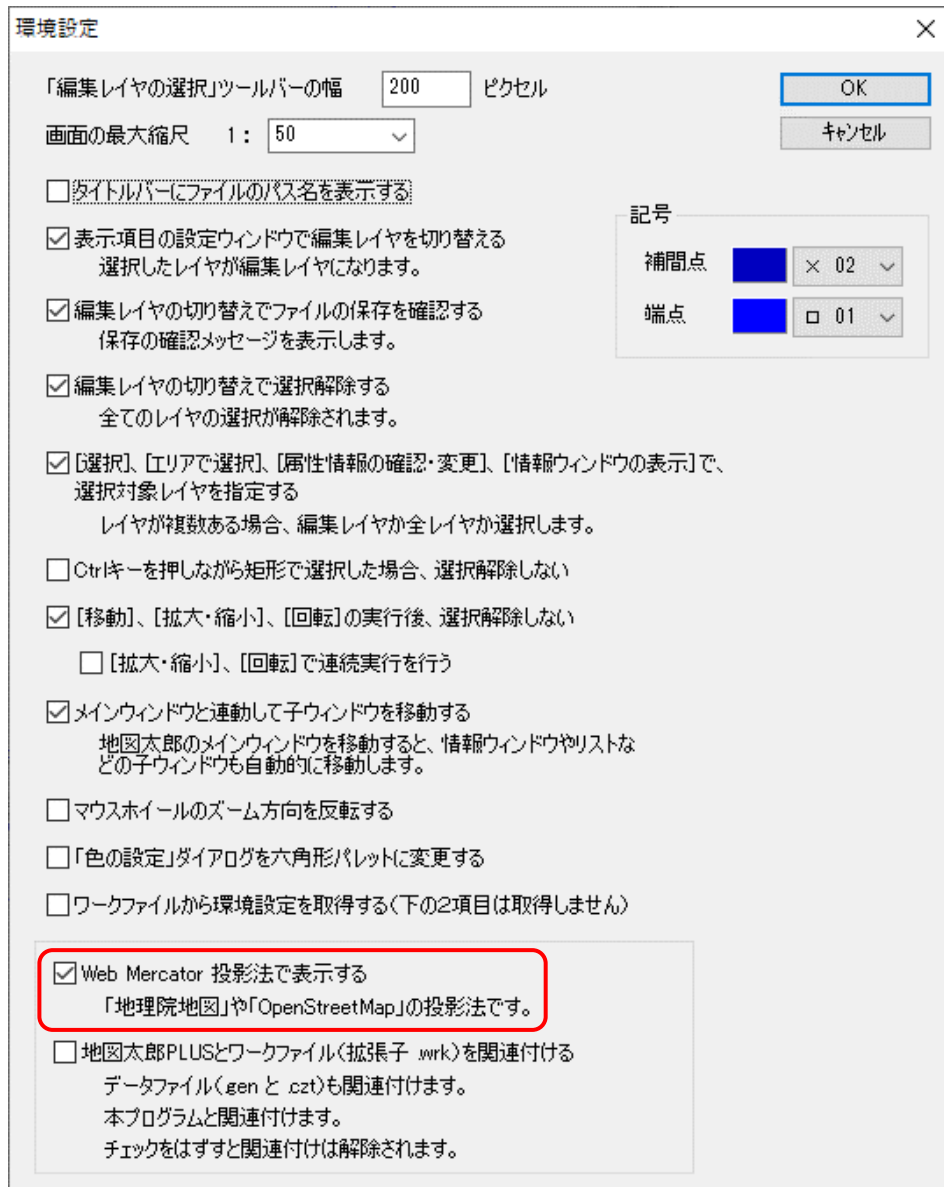 環境設定
「編集レイヤの選択」ツールバーの幅 200 ピクセル
OK
画面の最大縮尺 1： 50
キャンセル
タイトルバーにファイルのパス名を表示する
記号
表示項目の設定ウィンドウで編集レイヤを切り替える
選択したレイヤが編集レイヤになります。
補間点 × 02
編集レイヤの切り替えでファイルの保存を確認する
保存の確認メッセージを表示します。
端点 □ 01
編集レイヤの切り替えで選択解除する
全てのレイヤの選択が解除されます。
[選択]、[エリアで選択]、[属性情報の確認・変更]、[情報ウィンドウの表示]で、
選択対象レイヤを指定する
レイヤが複数ある場合、編集レイヤか全レイヤか選択します。
Ctrlキーを押しながら矩形で選択した場合、選択解除しない
[移動]、[拡大・縮小]、[回転]の実行後、選択解除しない
[拡大・縮小]、[回転]で連続実行を行う
メインウィンドウと連動して子ウィンドウを移動する
地図太郎のメインウィンドウを移動すると、情報ウィンドウやリストな
どの子ウィンドウも自動的に移動します。
マウスホイールのズーム方向を反転する
「色の設定」ダイアログを六角形パレットに変更する
ワークファイルから環境設定を取得する（下の2項目は取得しません）
Web Mercator 投影法で表示する
「地理院地図」や「OpenStreetMap」の投影法です。
地図太郎PLUSとワークファイル（拡張子 .wrk）を関連付ける
データファイル（.gen と .czt）も関連付けます。
本プログラムと関連付けます。
チェックをはずすと関連付けは解除されます。